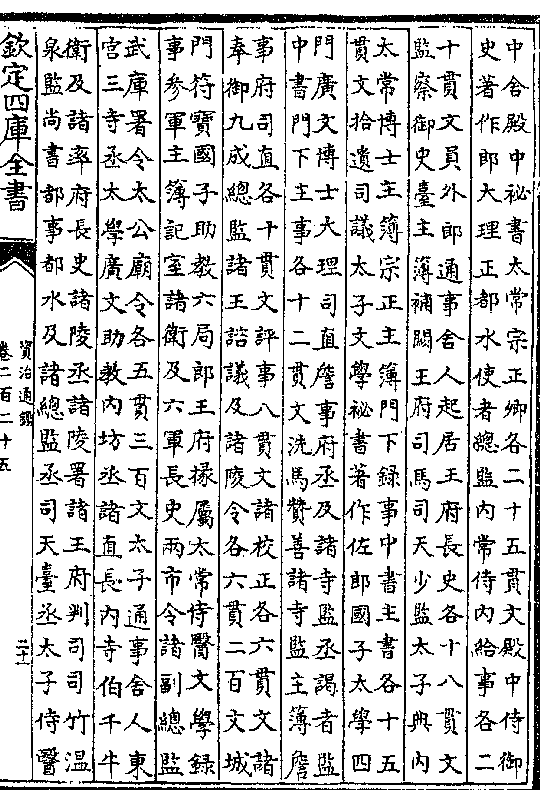 中舍殿中祕書太常宗正卿各二十五貫文殿中侍御
史著作郎大理正都水使者總監內常侍內給事各二
十貫文員外郎通事舍人起居王府長史各十八貫文
監察御史臺主簿補闕王府司馬司天少監太子典內
太常博士主簿宗正主簿門下録事中書主書各十五
貫文拾遺司議太子文學祕書著作佐郎國子太學四
門廣文博士大理司直詹事府丞及諸寺監丞謁者監
中書門下主事各十二貫文洗馬贊善諸寺監主簿詹
事府司直各十貫文評事八貫文諸校正各六貫文諸
奉御九成總監諸王諮議及諸陵令各六貫二百文城
門符寶國子助教六局郎王府掾屬太常侍醫文學録
事參軍主簿記室諸衛及六軍長史兩市令諸副總監
武庫署令太公廟令各五貫三百文太子通事舍人東
宮三寺丞太學廣文助教內坊丞諸直長內寺伯千牛
衛及諸率府長史諸陵丞諸陵署諸王府判司司竹温
泉監尚書都事都水及諸總監丞司天臺丞太子侍醫
欽定四庫全書
資治通鑑
卷二百二十五